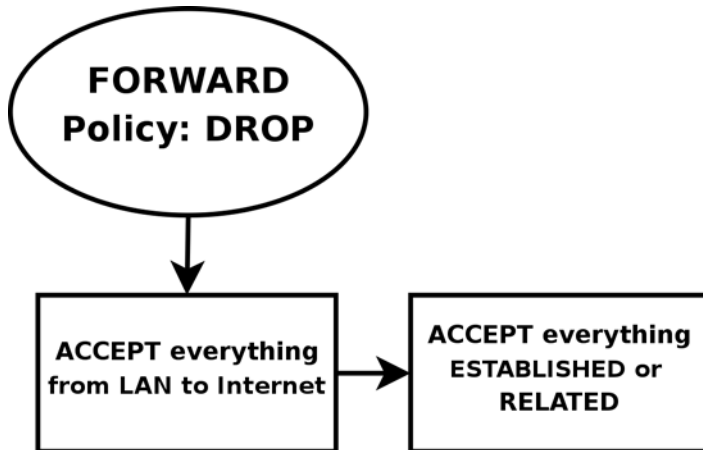 FORWARD
Policy: DROP
ACCEPT everything
from LAN to Internet
ACCEPT everything
ESTABLISHED or
RELATED